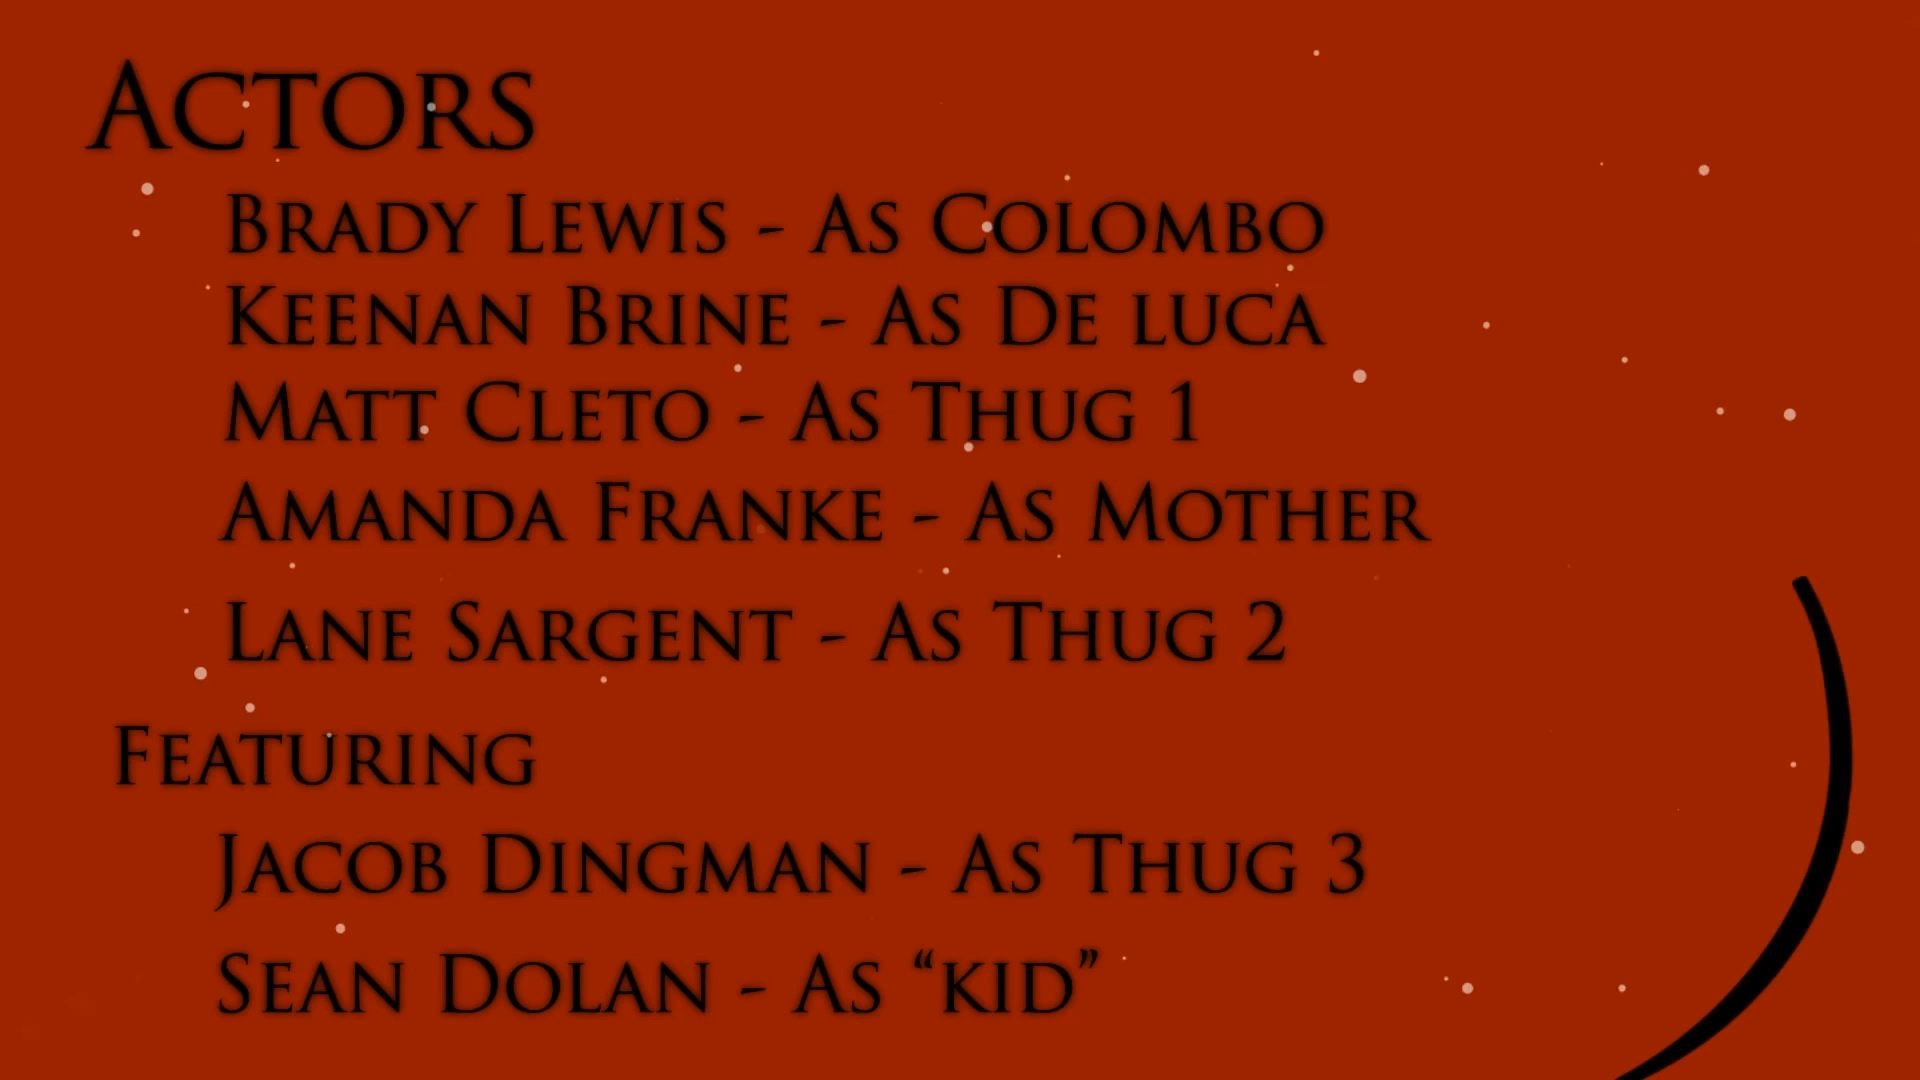 Actors
Brady Lewis - As Colombo
Keenan Brine - As De luca
Matt Cleto - As Thug 1
Amanda Franke - As Mother
Lane Sargent - As Thug 2
Featuring
Jacob Dingman - As Thug 3
Sean Dolan - As “kid”